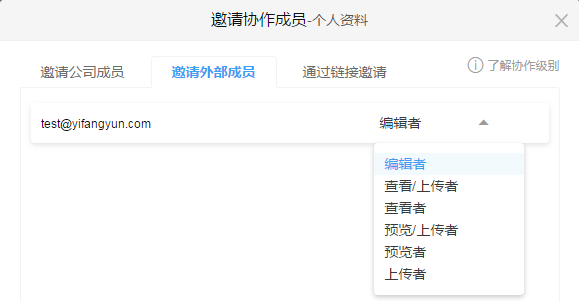 邀请协作成员-个人资料
邀请公司成员 邀请外部成员 通过链接邀请 了解协作级别
test@yifangyun.com 编辑者
编辑者
查看/上传者
查看者
预览/上传者
预览者
上传者